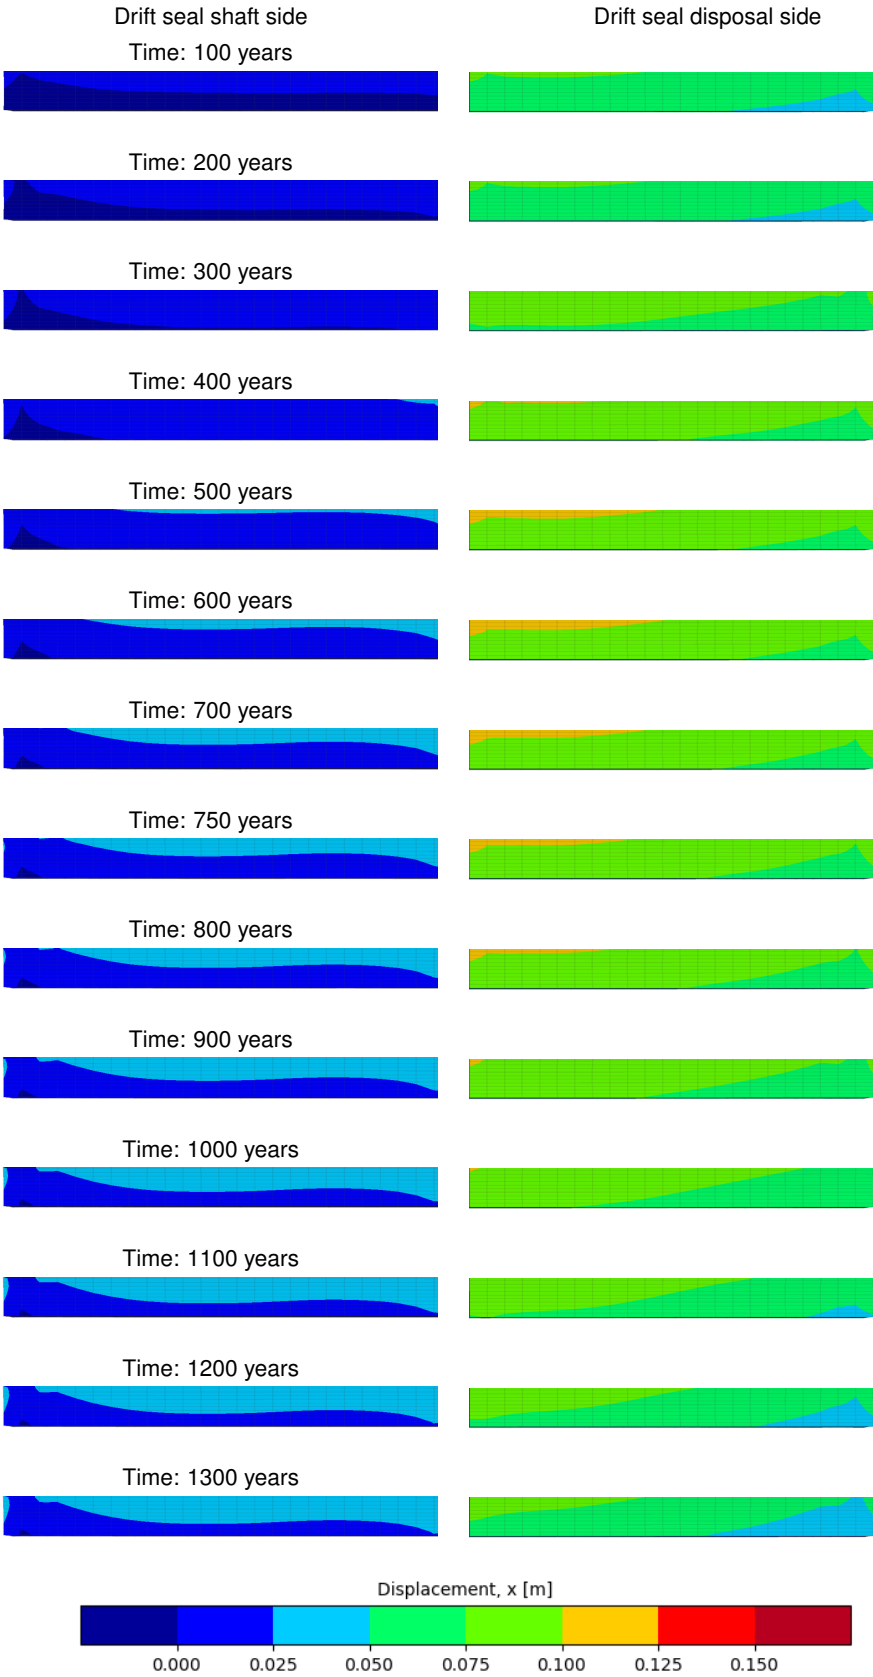 Drift seal shaft side Drift seal disposal side
Time: 100 years
Time: 200 years
Time: 300 years
Time: 400 years
Time: 500 years
Time: 600 years
Time: 700 years
Time: 750 years
Time: 800 years
Time: 900 years
Time: 1000 years
Time: 1100 years
Time: 1200 years
Time: 1300 years
Displacement, x [m]
0.000 0.025 0.050 0.075 0.100 0.125 0.150